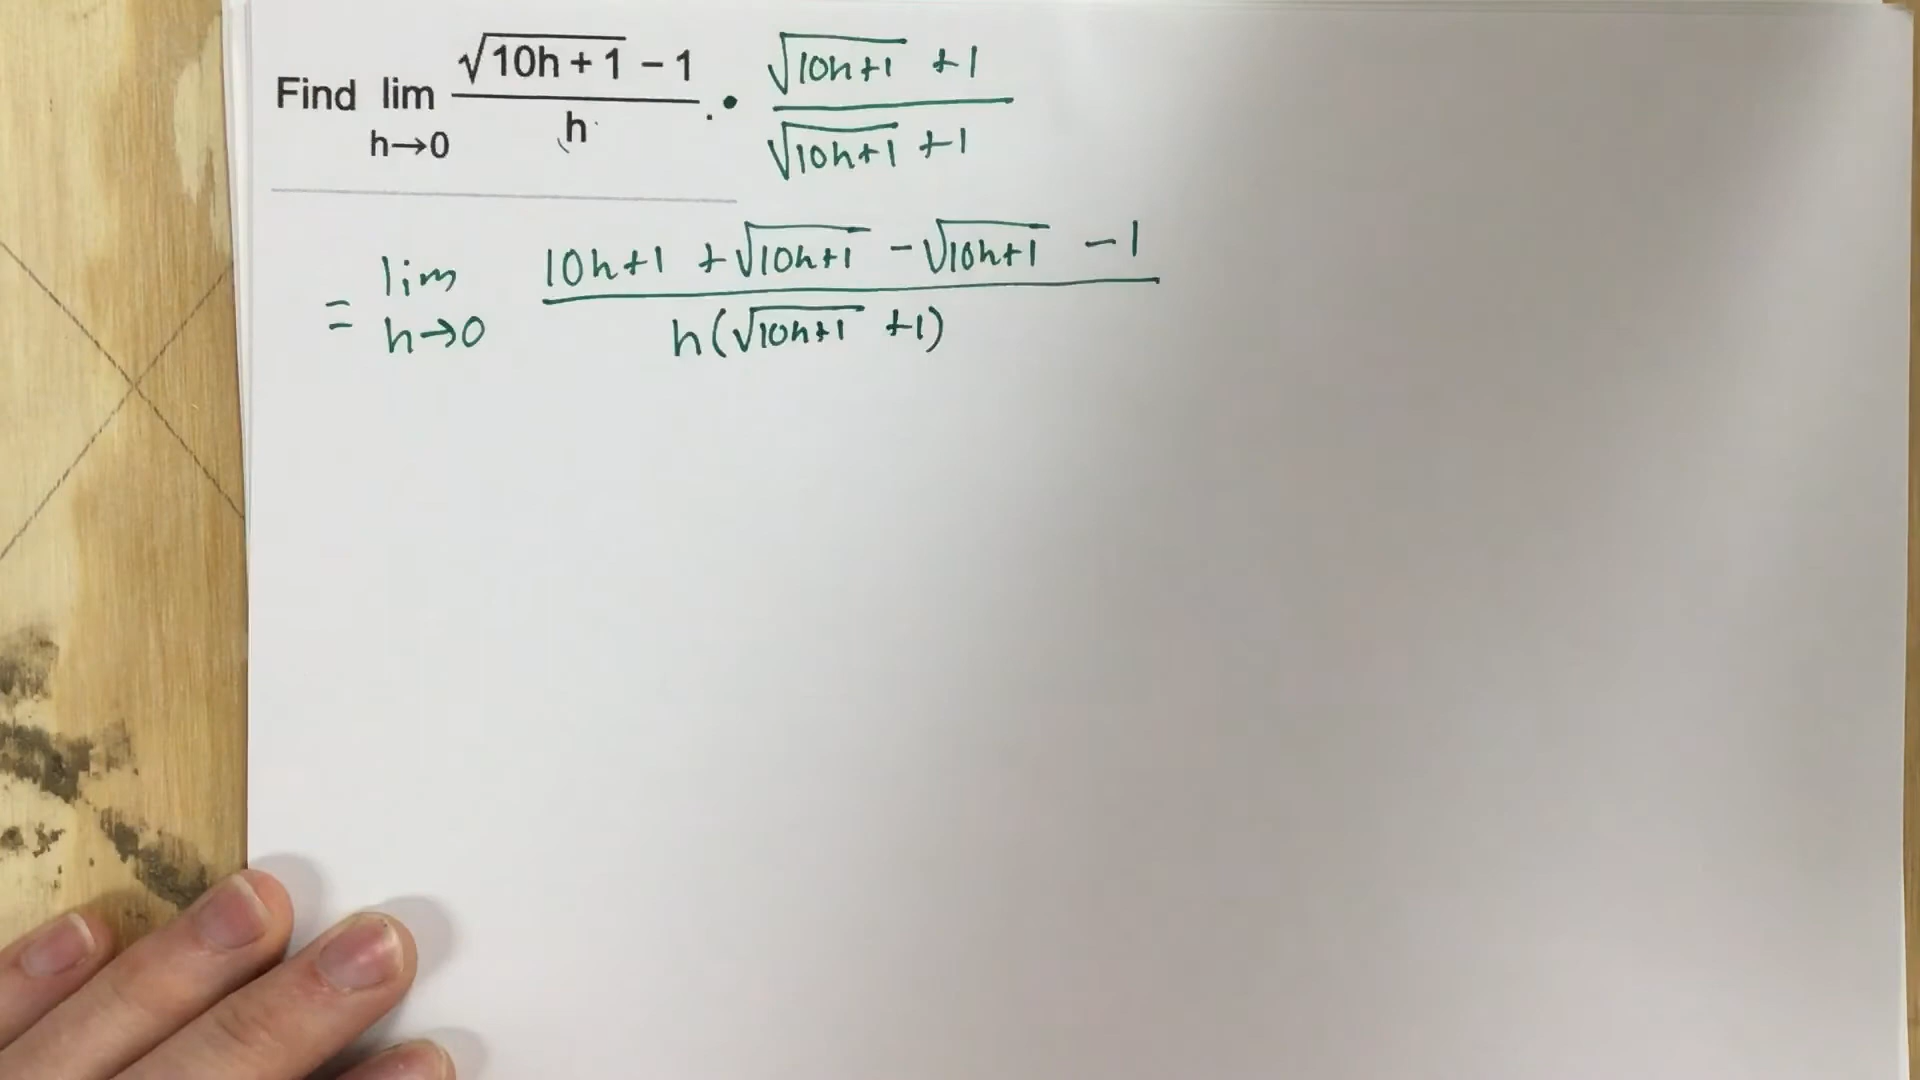 Find lim h→0 (√(10h + 1) − 1)/h . • (√(10h+1) +1)/(√(10h+1) +1)
= lim h→0 (10h+1 +√(10h+1) −√(10h+1) −1)/(h(√(10h+1) +1))